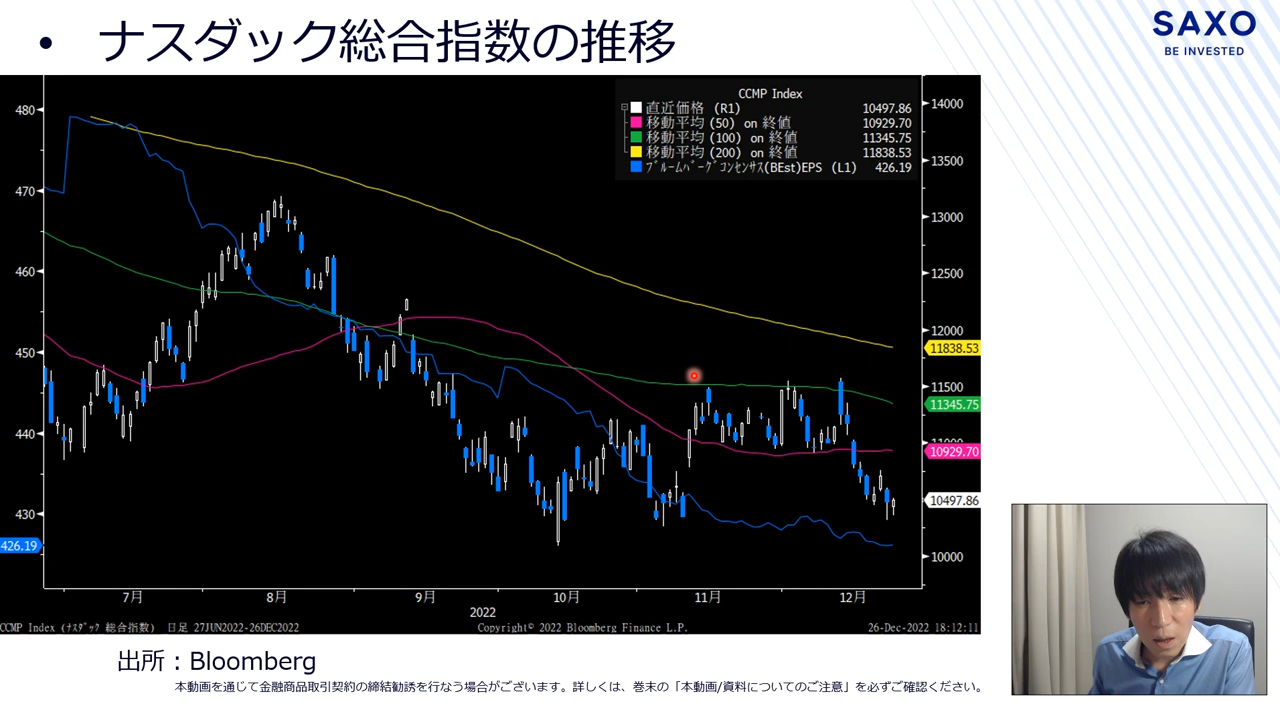 • ナスダック総合指数の推移
SAXO
BE INVESTED
CCMP Index
直近価格 (R1) 10497.86
移動平均 (50) on 終値 10929.70
移動平均 (100) on 終値 11345.75
移動平均 (200) on 終値 11838.53
ﾌﾞﾙｰﾑﾊﾞｰｸﾞｺﾝｾﾝｻｽ(BEst)EPS (L1) 426.19
480
470
460
450
440
430
426.19
14000
13500
13000
12500
12000
11838.53
11500
11345.75
11000
10929.70
10497.86
10000
7月 8月 9月 10月 11月 12月
2022
CCMP Index (ﾅｽﾀﾞｯｸ 総合指数) 日足 27JUN2022-26DEC2022 Copyright© 2022 Bloomberg Finance L.P. 26-Dec-2022 18:12:11
出所：Bloomberg
本動画を通じて金融商品取引契約の締結勧誘を行なう場合がございます。詳しくは、巻末の「本動画/資料についてのご注意」を必ずご確認ください。